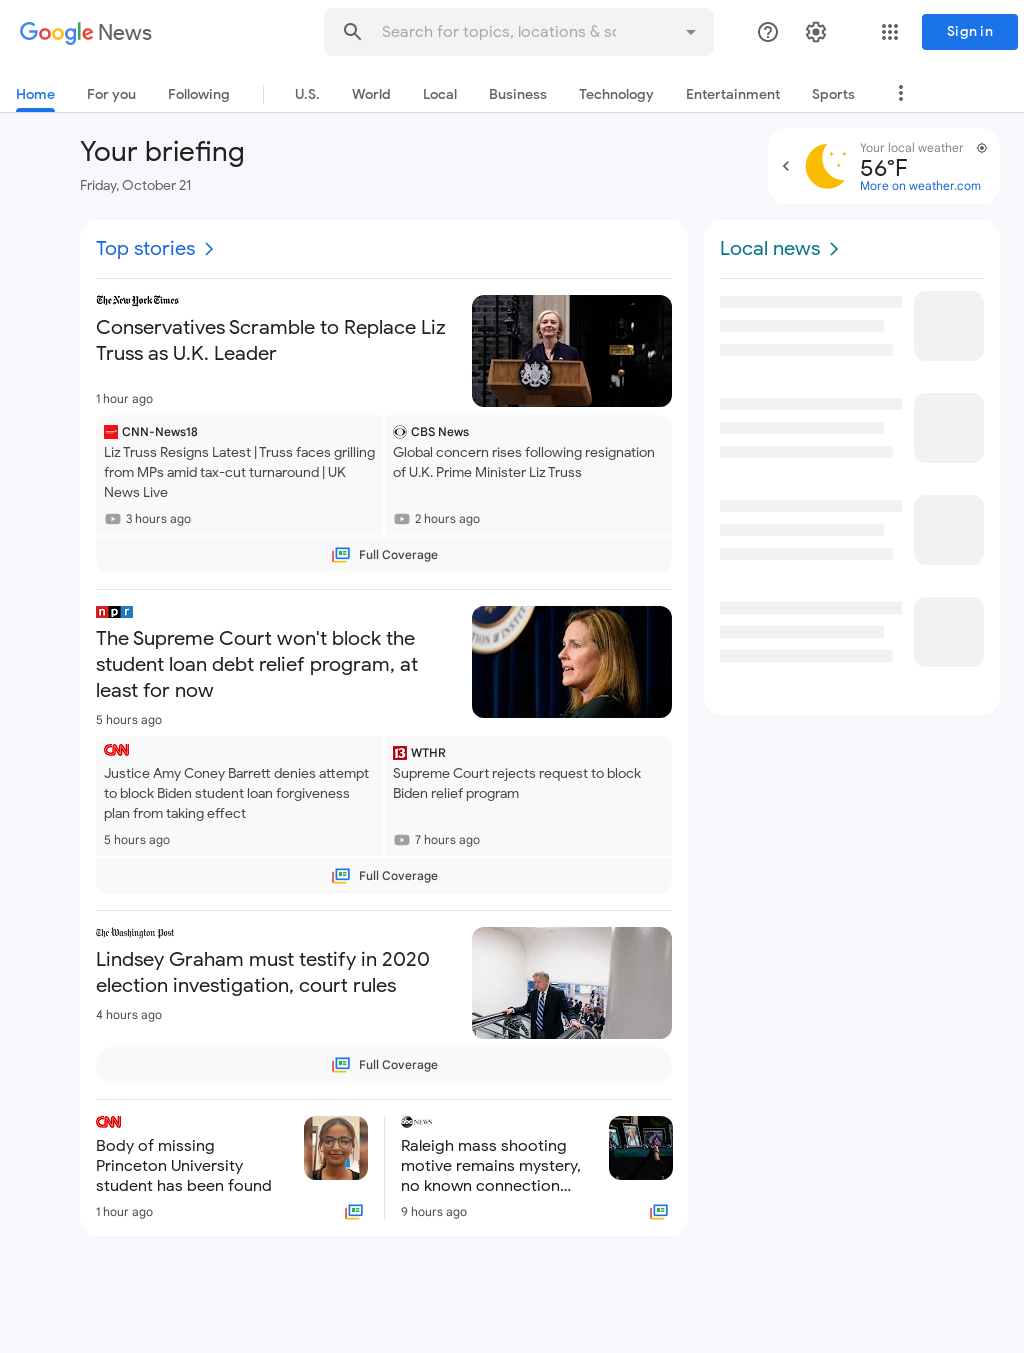 Google News
Search for topics, locations & sc
Sign in
Home
For you
Following
U.S.
World
Local
Business
Technology
Entertainment
Sports
Your briefing
Friday, October 21
Your local weather
56°F
More on weather.com
Top stories
The New York Times
Conservatives Scramble to Replace Liz
Truss as U.K. Leader
1 hour ago
CNN-News18
Liz Truss Resigns Latest | Truss faces grilling
from MPs amid tax-cut turnaround | UK
News Live
3 hours ago
CBS News
Global concern rises following resignation
of U.K. Prime Minister Liz Truss
2 hours ago
Full Coverage
npr
The Supreme Court won't block the
student loan debt relief program, at
least for now
5 hours ago
CNN
Justice Amy Coney Barrett denies attempt
to block Biden student loan forgiveness
plan from taking effect
5 hours ago
13 WTHR
Supreme Court rejects request to block
Biden relief program
7 hours ago
Full Coverage
The Washington Post
Lindsey Graham must testify in 2020
election investigation, court rules
4 hours ago
Full Coverage
CNN
Body of missing
Princeton University
student has been found
1 hour ago
abc NEWS
Raleigh mass shooting
motive remains mystery,
no known connection...
9 hours ago
Local news